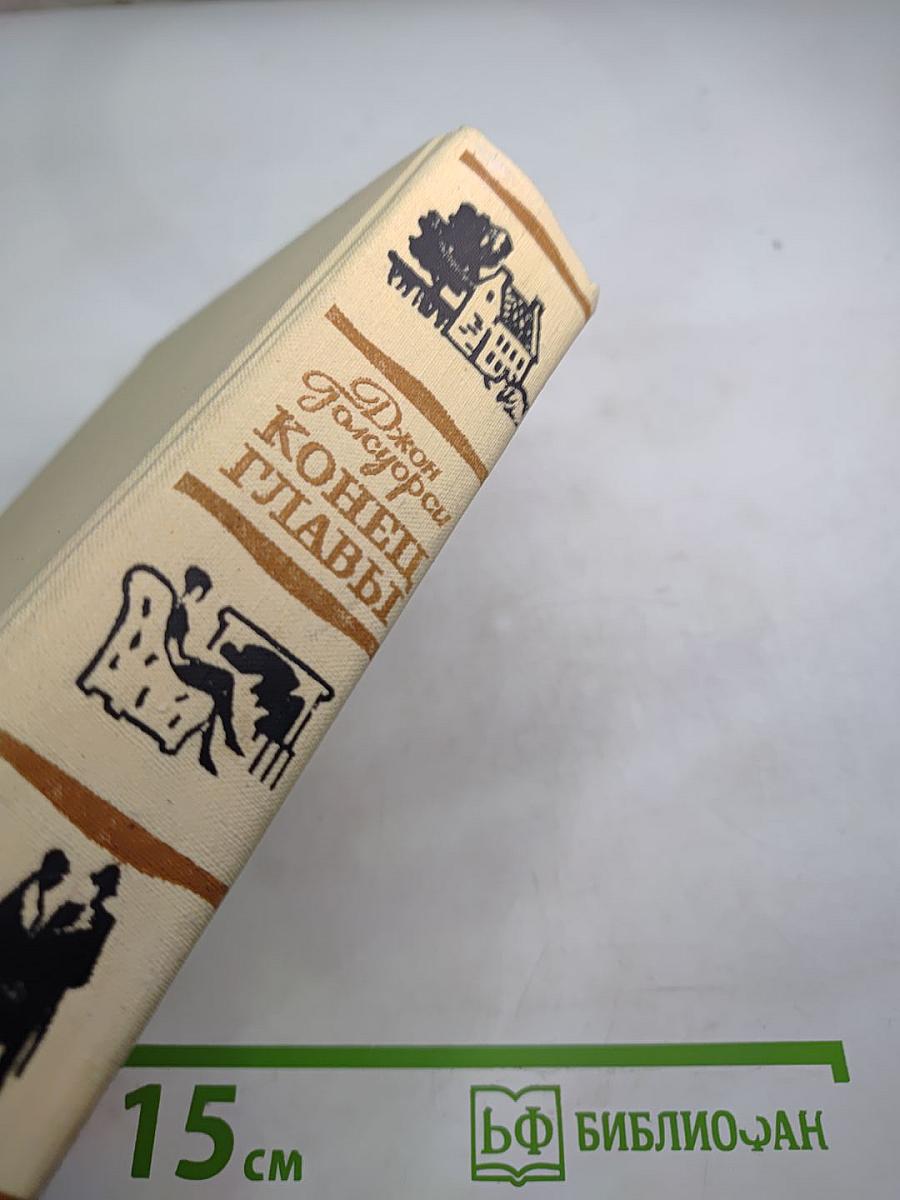 Джон
Голсуорси
КОНЕЦ
ГЛАВЫ
15 см
БФ БИБЛИОФАН